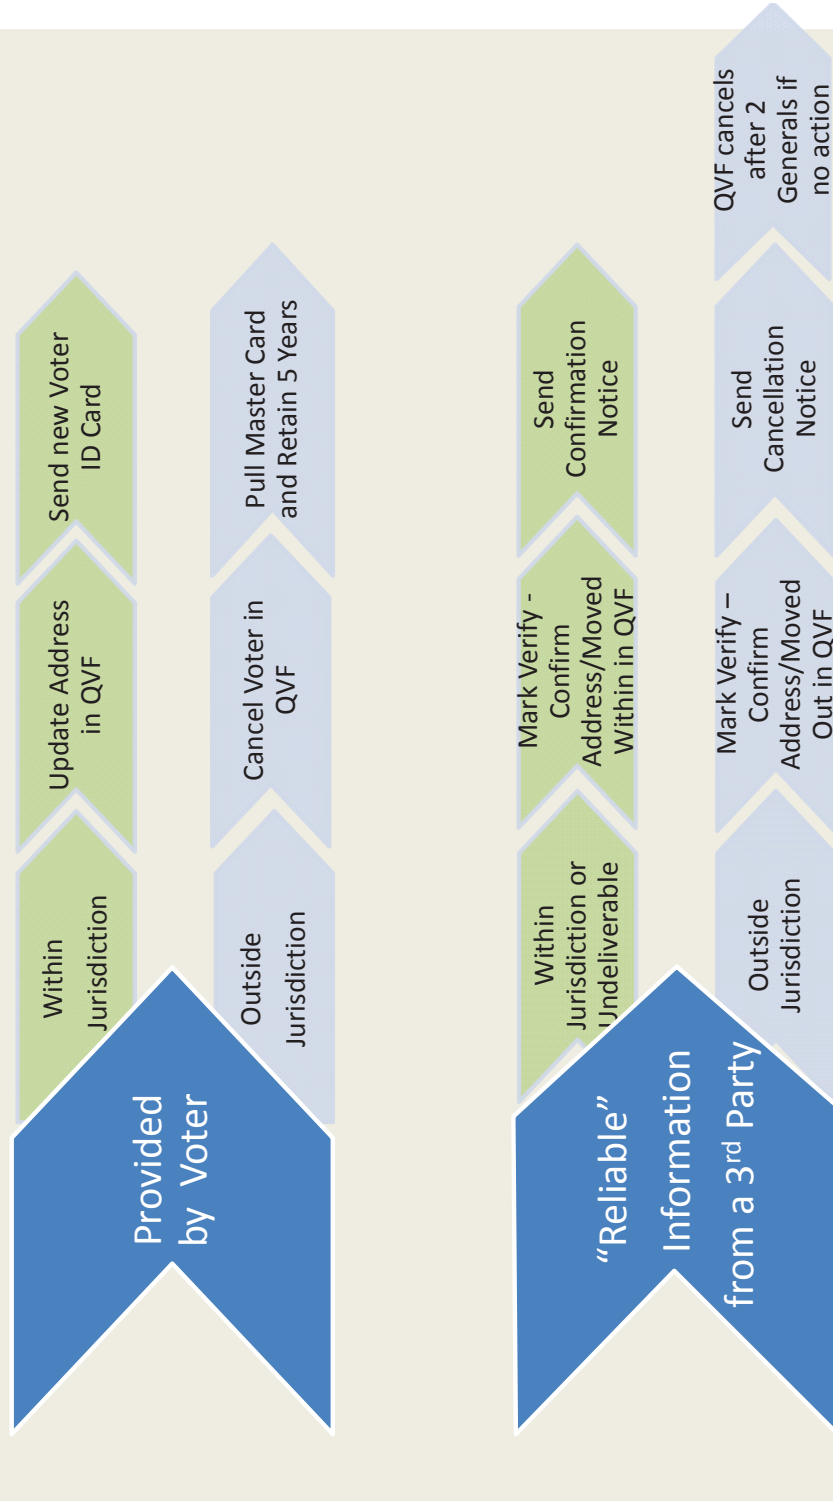 Provided
by Voter
Within
Jurisdiction
Update Address
in QVF
Send new Voter
ID Card
Outside
Jurisdiction
Cancel Voter in
QVF
Pull Master Card
and Retain 5 Years
“Reliable”
Information
from a 3rd Party
Within
Jurisdiction or
Undeliverable
Mark Verify -
Confirm
Address/Moved
Within in QVF
Send
Confirmation
Notice
Outside
Jurisdiction
Mark Verify –
Confirm
Address/Moved
Out in QVF
Send
Cancellation
Notice
QVF cancels
after 2
Generals if
no action